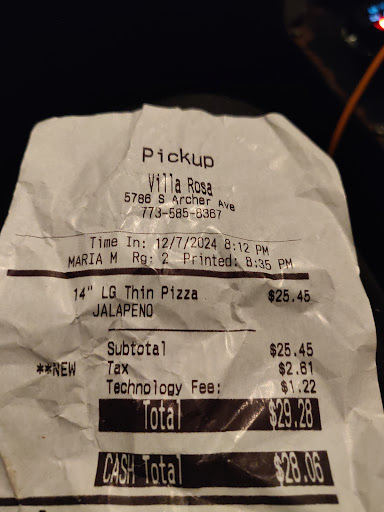 Pickup
Villa Rosa
5786 S Archer Ave
773-585-8367
Time In: 12/7/2024 8:12 PM
MARIA M Rg: 2 Printed: 8:35 PM
14" LG Thin Pizza $25.45
JALAPENO
Subtotal $25.45
**NEW Tax $2.61
Technology Fee: $1.22
Total $29.28
CASH Total $28.06